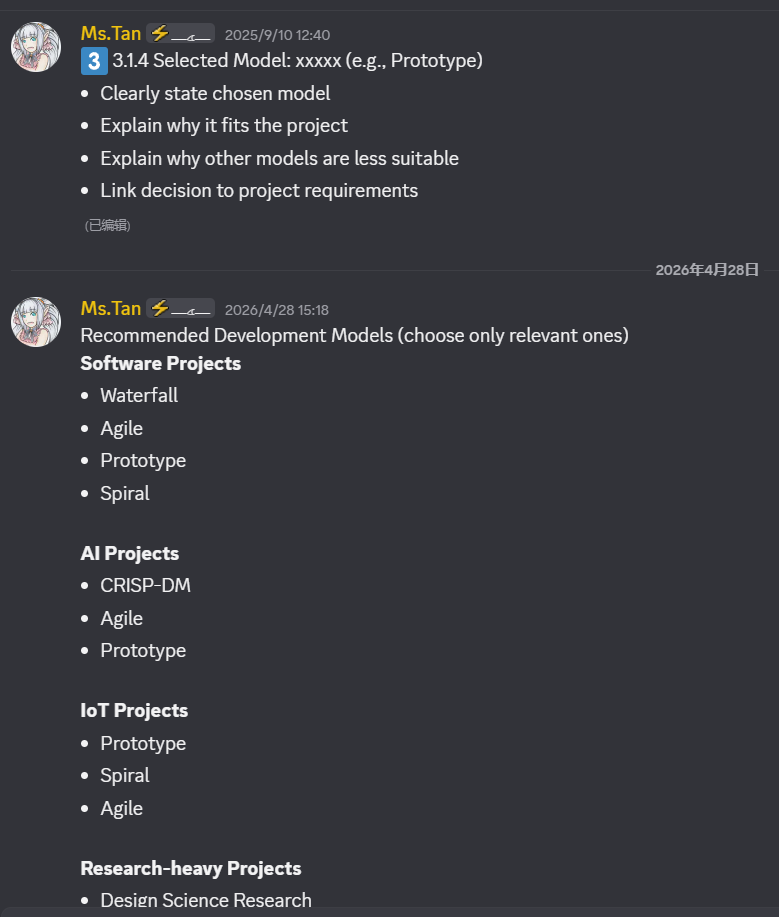 Ms.Tan 2025/9/10 12:40
3 3.1.4 Selected Model: xxxxx (e.g., Prototype)
• Clearly state chosen model
• Explain why it fits the project
• Explain why other models are less suitable
• Link decision to project requirements
(已编辑)
2026年4月28日
Ms.Tan 2026/4/28 15:18
Recommended Development Models (choose only relevant ones)
Software Projects
• Waterfall
• Agile
• Prototype
• Spiral
AI Projects
• CRISP-DM
• Agile
• Prototype
IoT Projects
• Prototype
• Spiral
• Agile
Research-heavy Projects
• Design Science Research